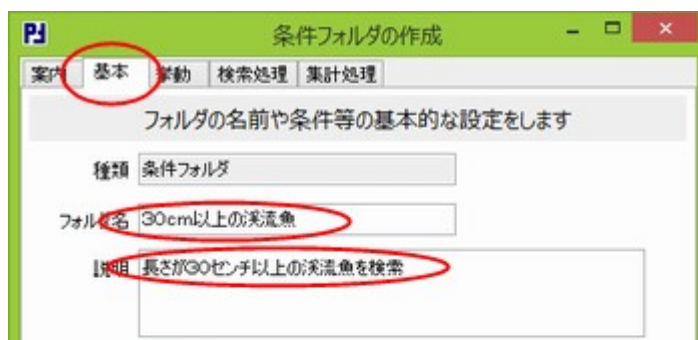 条件フォルダの作成
案内 基本 挙動 検索処理 集計処理
フォルダの名前や条件等の基本的な設定をします
種類 条件フォルダ
フォルダ名 30cm以上の渓流魚
説明 長さが30センチ以上の渓流魚を検索